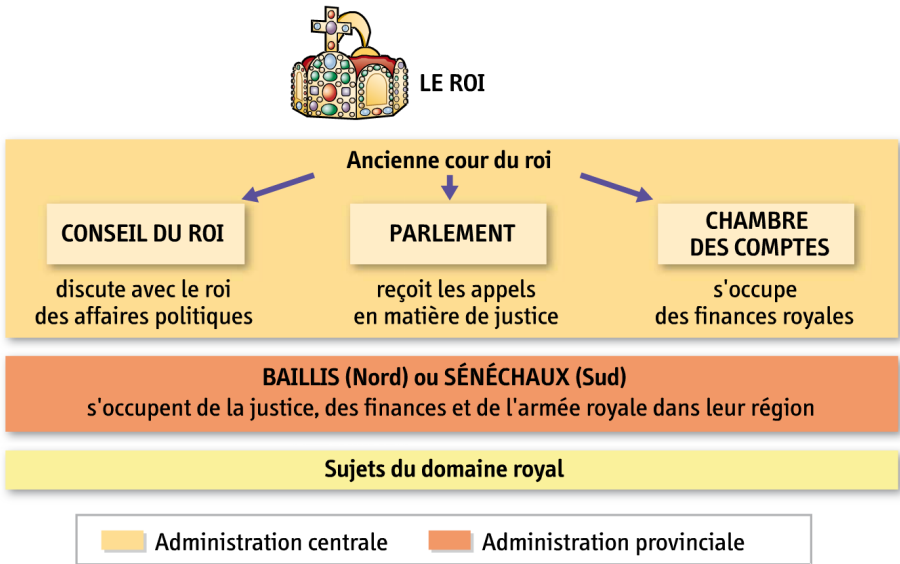 LE ROI
Ancienne cour du roi
CONSEIL DU ROI
discute avec le roi
des affaires politiques
PARLEMENT
reçoit les appels
en matière de justice
CHAMBRE
DES COMPTES
s'occupe
des finances royales
BAILLIS (Nord) ou SÉNÉCHAUX (Sud)
s'occupent de la justice, des finances et de l'armée royale dans leur région
Sujets du domaine royal
Administration centrale
Administration provinciale